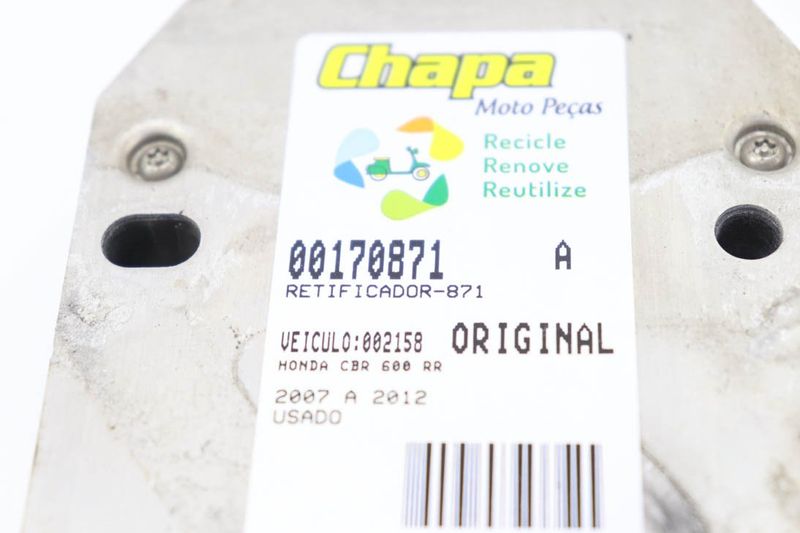 Chapa
Moto Peças
Recicle
Renove
Reutilize
00170871 A
RETIFICADOR-871
VEICULO:002158 ORIGINAL
HONDA CBR 600 RR
2007 A 2012
USADO